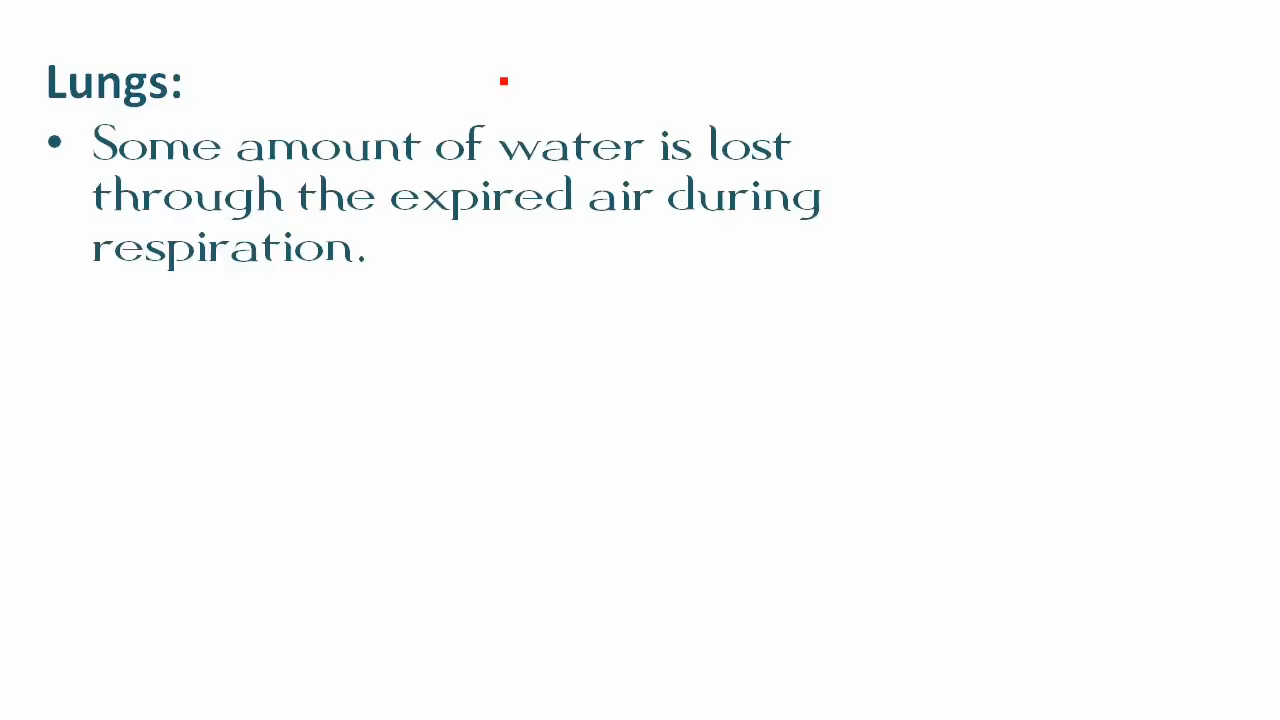 Lungs:
• Some amount of water is lost
through the expired air during
respiration.